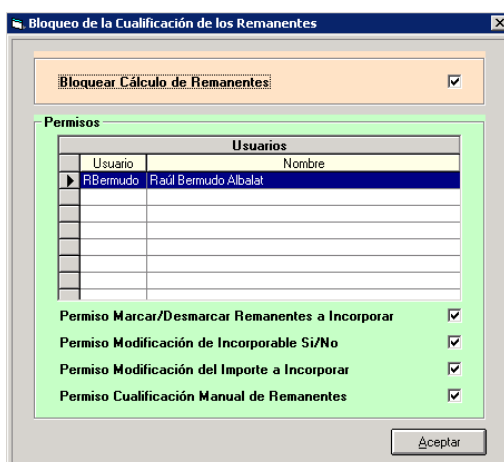 Bloqueo de la Cualificación de los Remanentes
Bloquear Cálculo de Remanentes
Permisos
Usuarios
Usuario Nombre
RBermudo Raúl Bermudo Albalat
Permiso Marcar/Desmarcar Remanentes a Incorporar
Permiso Modificación de Incorporable Si/No
Permiso Modificación del Importe a Incorporar
Permiso Cualificación Manual de Remanentes
Aceptar